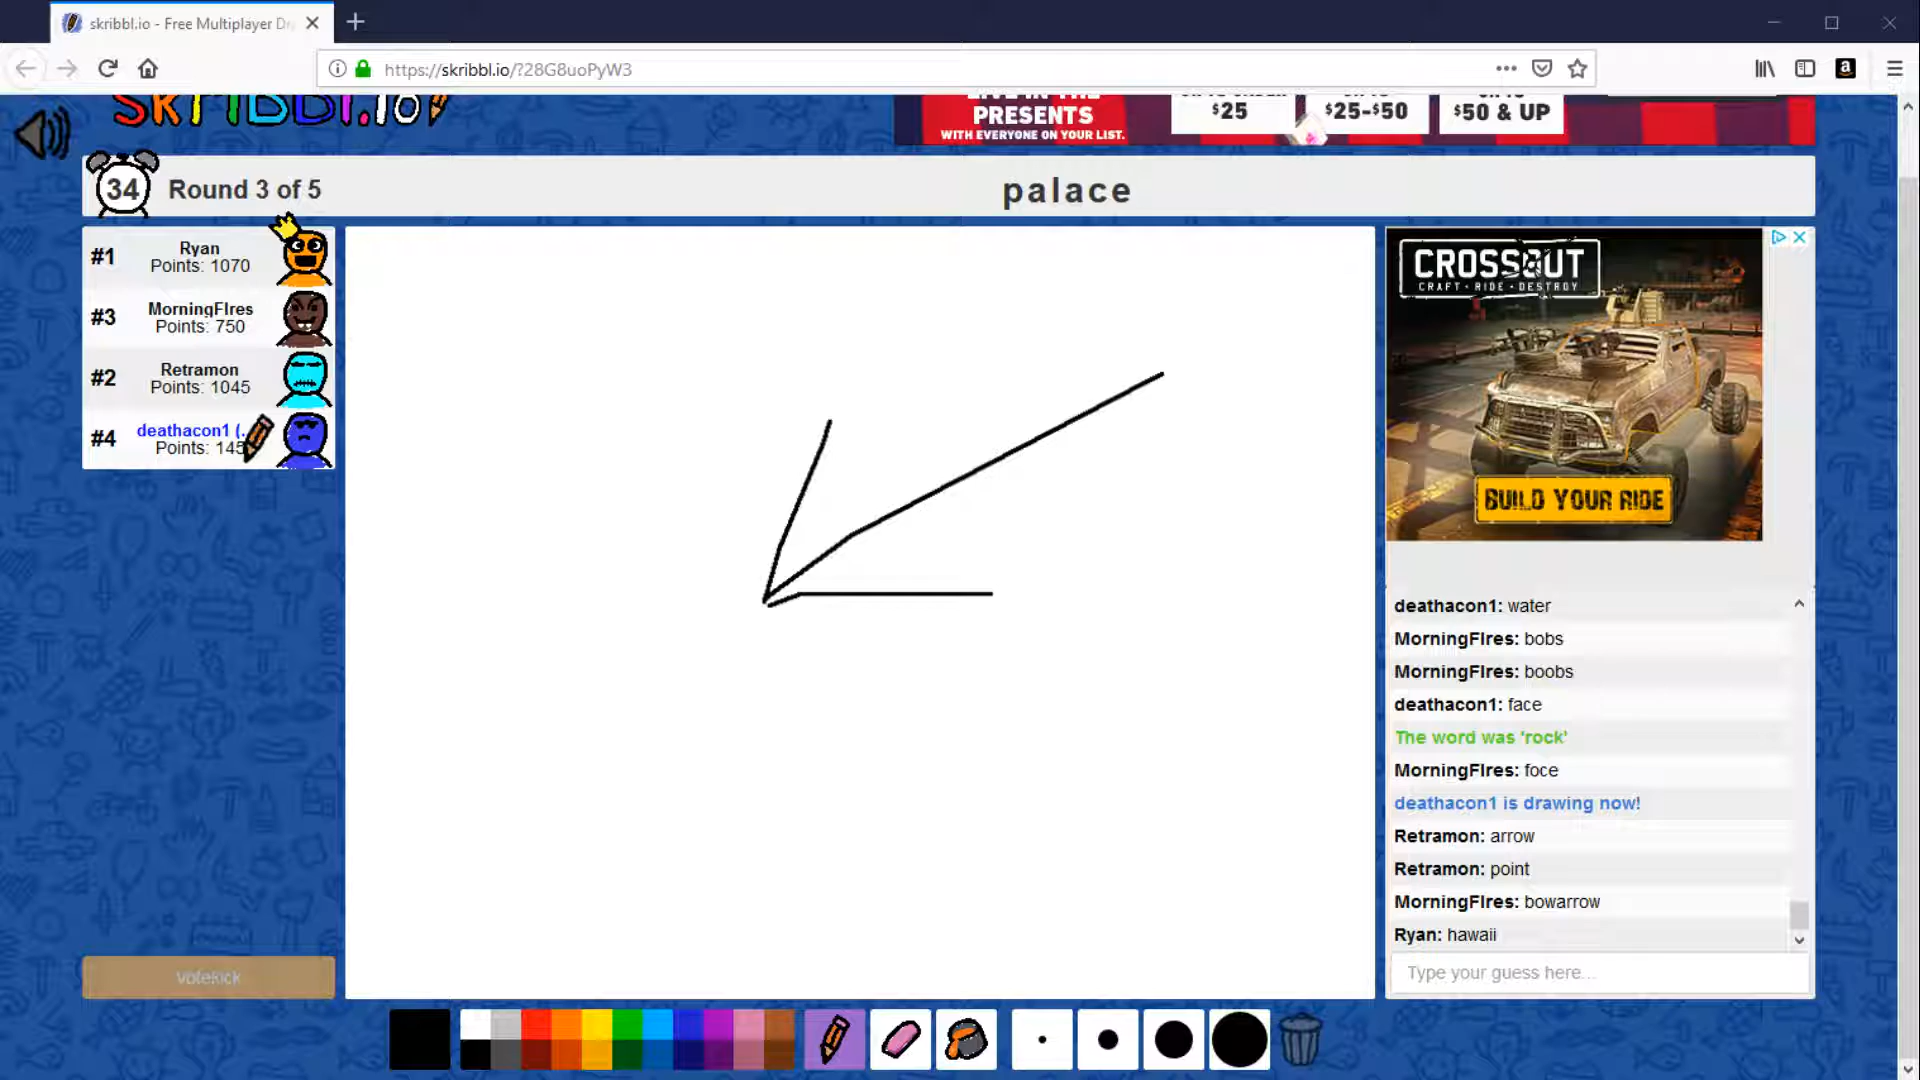 skribbl.io - Free Multiplayer Dr
https://skribbl.io/?28G8uoPyW3
skribbl.io
PRESENTS
WITH EVERYONE ON YOUR LIST.
$25
$25-$50
$50 & UP
34
Round 3 of 5
palace
#1
Ryan
Points: 1070
#3
MorningFIres
Points: 750
#2
Retramon
Points: 1045
#4
deathacon1 (.
Points: 145
Votekick
CROSSOUT
CRAFT • RIDE • DESTROY
BUILD YOUR RIDE
deathacon1: water
MorningFIres: bobs
MorningFIres: boobs
deathacon1: face
The word was 'rock'
MorningFIres: foce
deathacon1 is drawing now!
Retramon: arrow
Retramon: point
MorningFIres: bowarrow
Ryan: hawaii
Type your guess here...